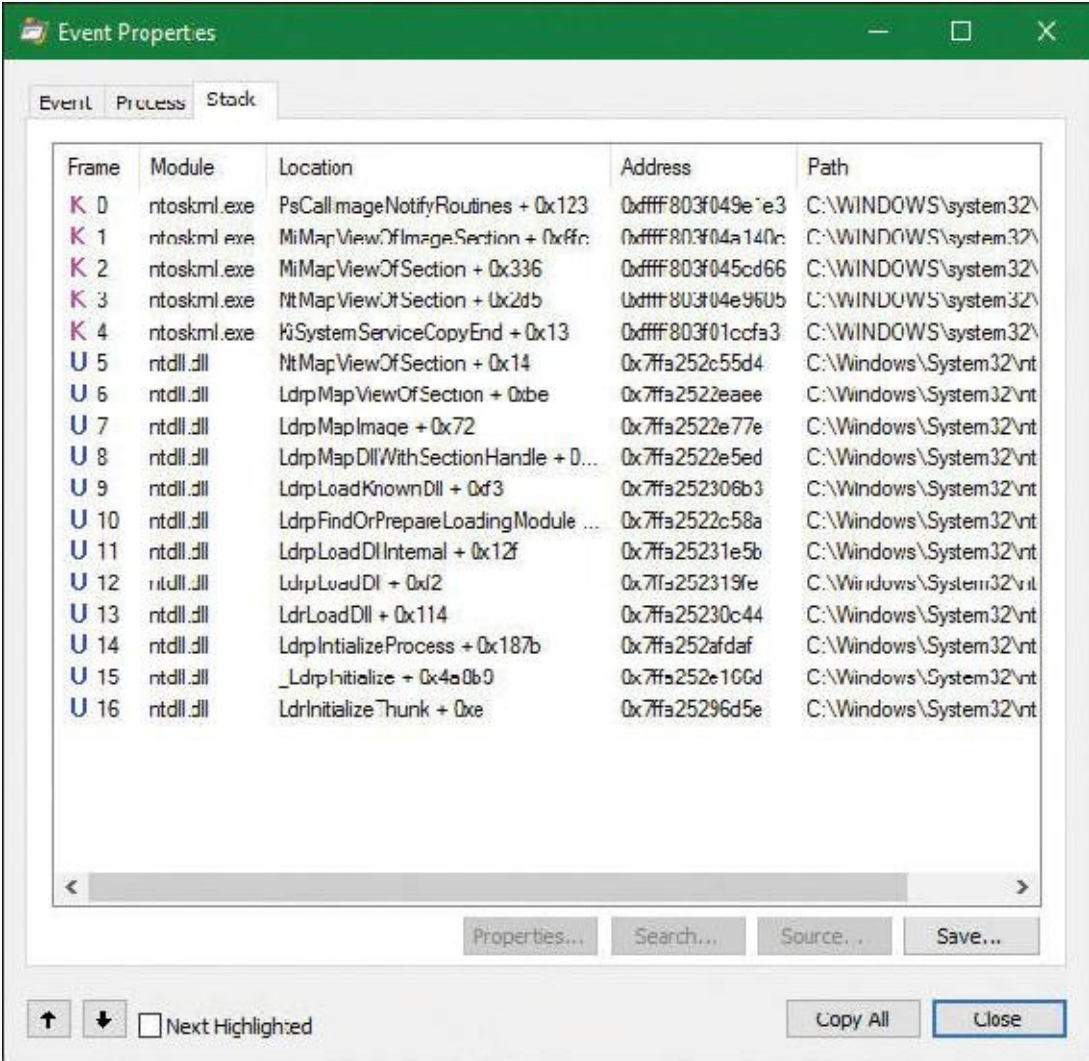 Event Properties
Event Process Stack
Frame Module Location Address Path
K 0 ntoskrnl.exe PsCallImageNotifyRoutines + 0x123 0xfffff803f049e1e3 C:\WINDOWS\system32\
K 1 ntoskrnl.exe MiMapViewOfImageSection + 0xffc 0xfffff803f04a140c C:\WINDOWS\system32\
K 2 ntoskrnl.exe MiMapViewOfSection + 0x336 0xfffff803f045cd66 C:\WINDOWS\system32\
K 3 ntoskrnl.exe NtMapViewOfSection + 0x2d5 0xfffff803f04e9605 C:\WINDOWS\system32\
K 4 ntoskrnl.exe KiSystemServiceCopyEnd + 0x13 0xfffff803f01ccfa3 C:\WINDOWS\system32\
U 5 ntdll.dll NtMapViewOfSection + 0x14 0x7ffa252c55d4 C:\Windows\System32\nt
U 6 ntdll.dll LdrpMapViewOfSection + 0xbe 0x7ffa2522eaee C:\Windows\System32\nt
U 7 ntdll.dll LdrpMapImage + 0x72 0x7ffa2522e77e C:\Windows\System32\nt
U 8 ntdll.dll LdrpMapDllWithSectionHandle + 0... 0x7ffa2522e5ed C:\Windows\System32\nt
U 9 ntdll.dll LdrpLoadKnownDll + 0xf3 0x7ffa252306b3 C:\Windows\System32\nt
U 10 ntdll.dll LdrpFindOrPrepareLoadingModule ... 0x7ffa2522c58a C:\Windows\System32\nt
U 11 ntdll.dll LdrpLoadDllInternal + 0x12f 0x7ffa25231e5b C:\Windows\System32\nt
U 12 ntdll.dll LdrpLoadDll + 0xf2 0x7ffa252319fe C:\Windows\System32\nt
U 13 ntdll.dll LdrLoadDll + 0x114 0x7ffa25230c44 C:\Windows\System32\nt
U 14 ntdll.dll LdrpIntializeProcess + 0x187b 0x7ffa252afdaf C:\Windows\System32\nt
U 15 ntdll.dll _LdrpInitialize + 0x4a8b9 0x7ffa252e166d C:\Windows\System32\nt
U 16 ntdll.dll LdrInitializeThunk + 0xe 0x7ffa25296d5e C:\Windows\System32\nt
Properties... Search... Source... Save...
Next Highlighted Copy All Close